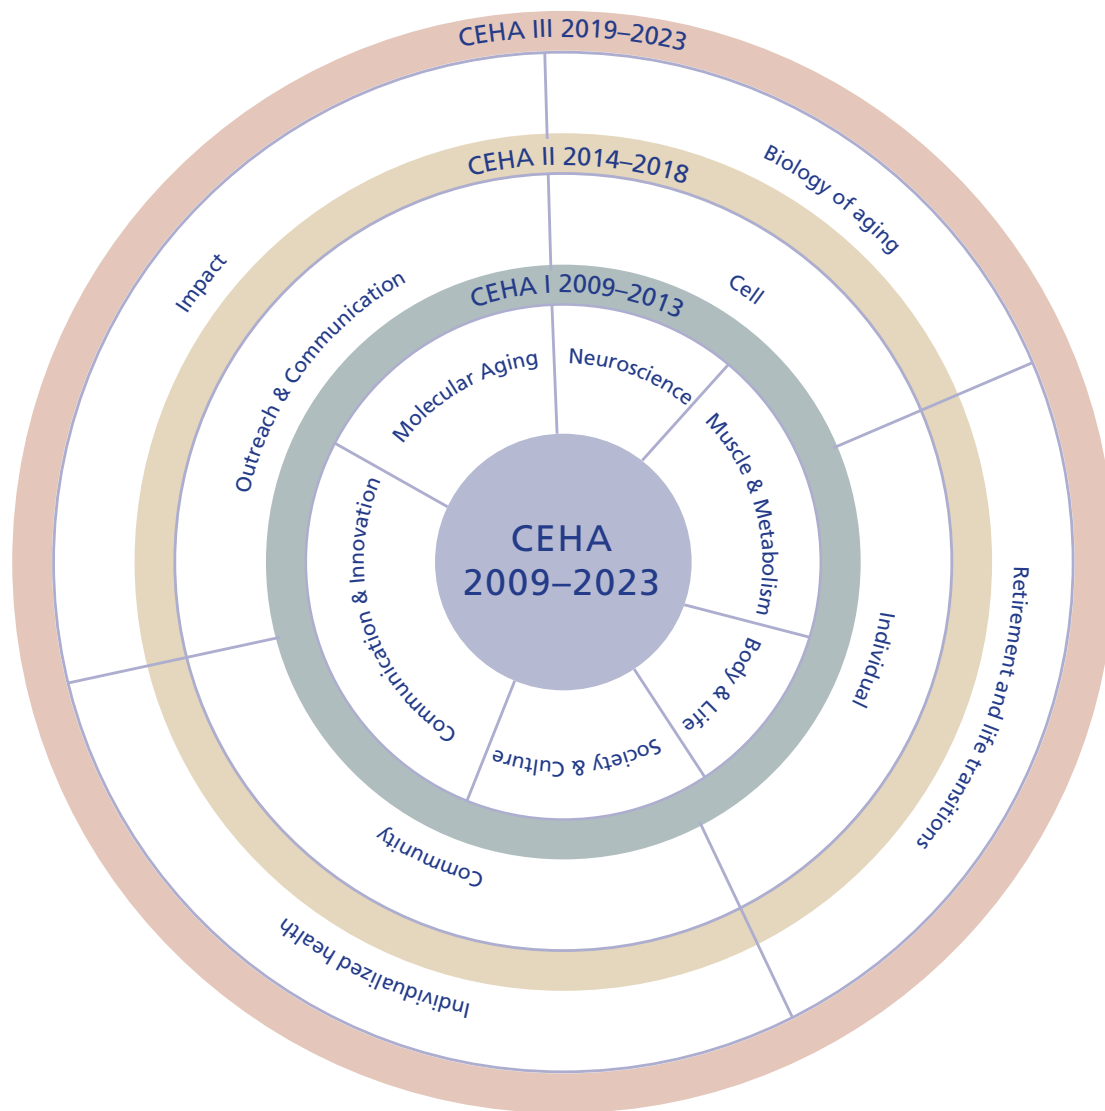 CEHA III 2019–2023
Biology of aging
Retirement and life transitions
Individualized health
Impact
CEHA II 2014–2018
Cell
Individual
Community
Outreach & Communication
CEHA I 2009–2013
Neuroscience
Muscle & Metabolism
Body & Life
Society & Culture
Communication & Innovation
Molecular Aging
CEHA
2009–2023